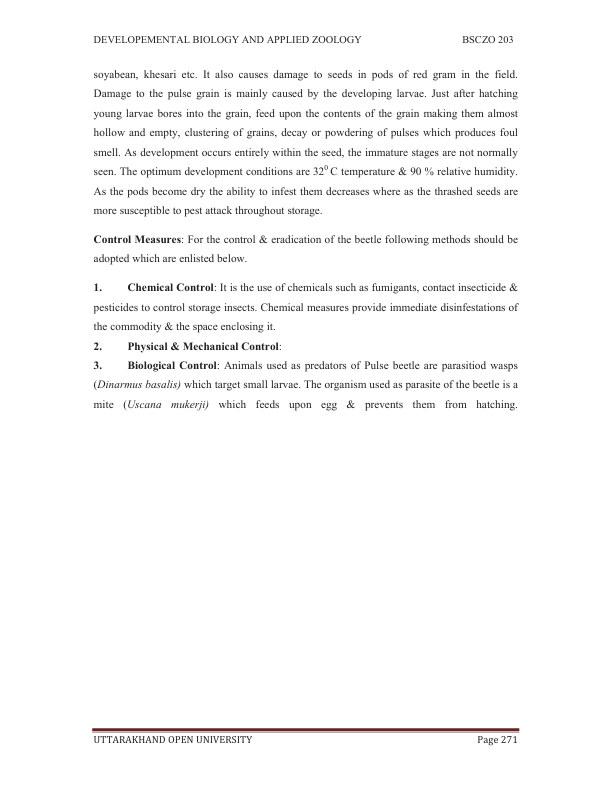 DEVELOPEMENTAL BIOLOGY AND APPLIED ZOOLOGY BSCZO 203
soyabean, khesari etc. It also causes damage to seeds in pods of red gram in the field.
Damage to the pulse grain is mainly caused by the developing larvae. Just after hatching
young larvae bores into the grain, feed upon the contents of the grain making them almost
hollow and empty, clustering of grains, decay or powdering of pulses which produces foul
smell. As development occurs entirely within the seed, the immature stages are not normally
seen. The optimum development conditions are 32⁰ C temperature & 90 % relative humidity.
As the pods become dry the ability to infest them decreases where as the thrashed seeds are
more susceptible to pest attack throughout storage.
Control Measures: For the control & eradication of the beetle following methods should be
adopted which are enlisted below.
1. Chemical Control: It is the use of chemicals such as fumigants, contact insecticide &
pesticides to control storage insects. Chemical measures provide immediate disinfestations of
the commodity & the space enclosing it.
2. Physical & Mechanical Control:
3. Biological Control: Animals used as predators of Pulse beetle are parasitiod wasps
(Dinarmus basalis) which target small larvae. The organism used as parasite of the beetle is a
mite (Uscana mukerji) which feeds upon egg & prevents them from hatching.
UTTARAKHAND OPEN UNIVERSITY Page 271